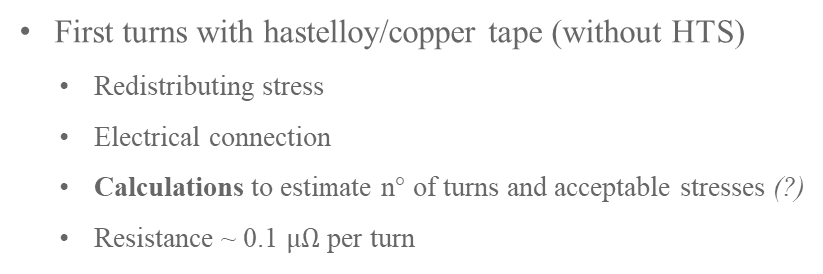 • First turns with hastelloy/copper tape (without HTS)
• Redistributing stress
• Electrical connection
• Calculations to estimate n° of turns and acceptable stresses (?)
• Resistance ~ 0.1 μΩ per turn